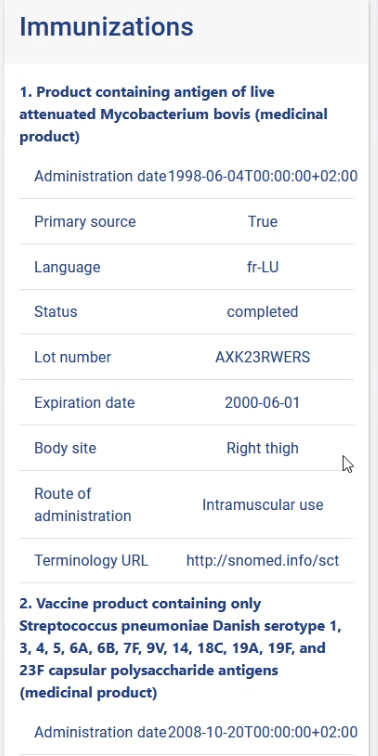 Immunizations
1. Product containing antigen of live
attenuated Mycobacterium bovis (medicinal
product)
Administration date 1998-06-04T00:00:00+02:00
Primary source True
Language fr-LU
Status completed
Lot number AXK23RWERS
Expiration date 2000-06-01
Body site Right thigh
Route of
administration Intramuscular use
Terminology URL http://snomed.info/sct
2. Vaccine product containing only
Streptococcus pneumoniae Danish serotype 1,
3, 4, 5, 6A, 6B, 7F, 9V, 14, 18C, 19A, 19F, and
23F capsular polysaccharide antigens
(medicinal product)
Administration date 2008-10-20T00:00:00+02:00